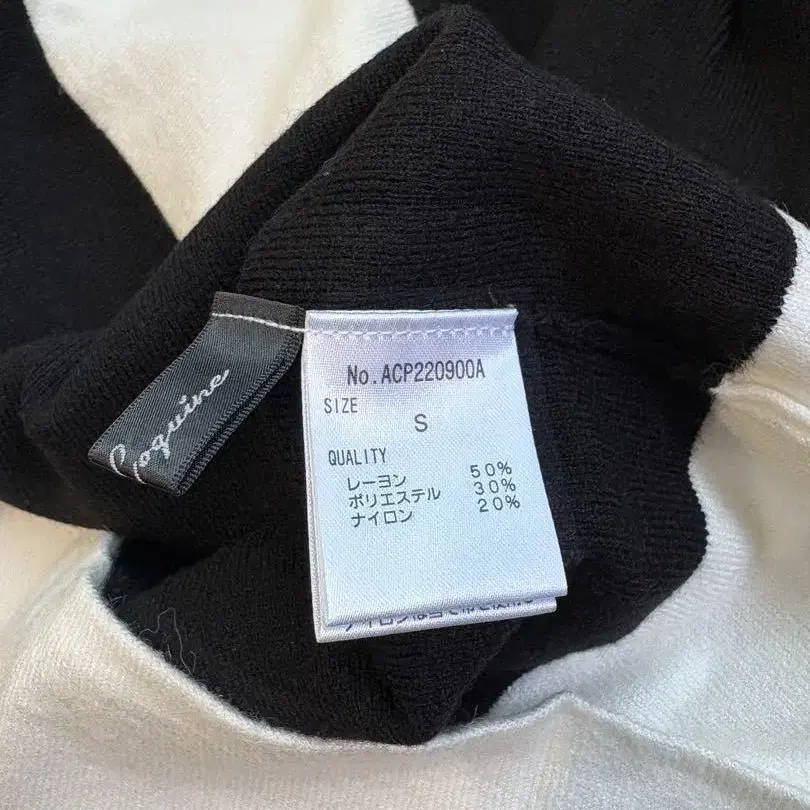 Coquine
No.ACP220900A
SIZE
S
QUALITY
レーヨン 50%
ポリエステル 30%
ナイロン 20%